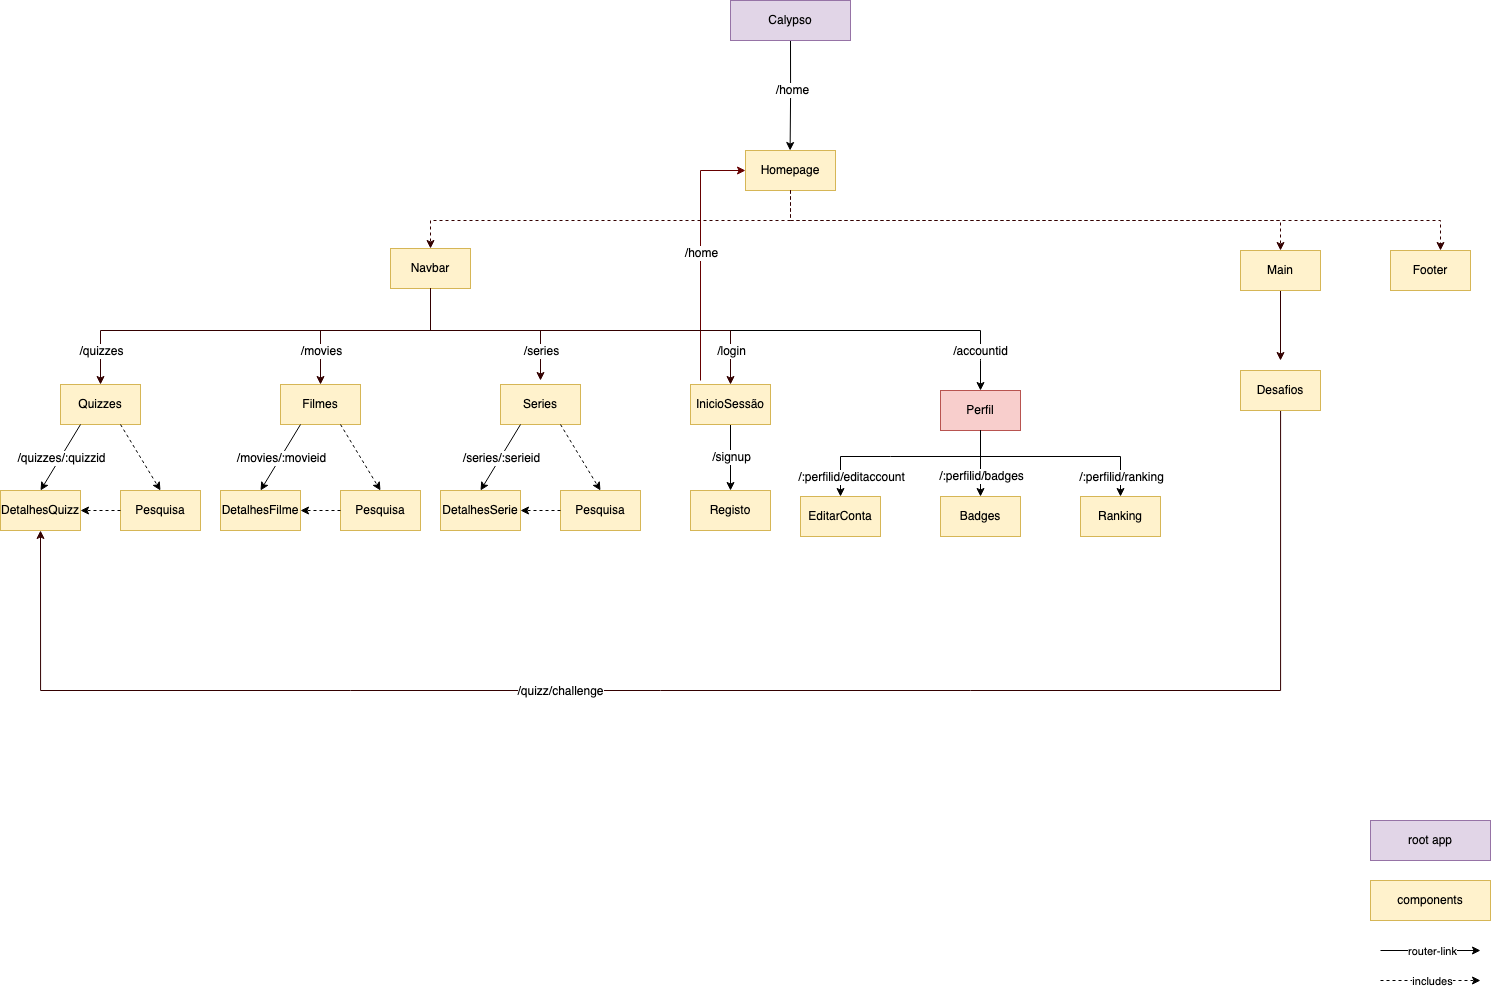 Calypso
/home
Homepage
/home
Navbar
Main
Footer
/quizzes
/movies
/series
/login
/accountid
Quizzes
Filmes
Series
InicioSessão
Perfil
Desafios
/quizzes/:quizzid
/movies/:movieid
/series/:serieid
/signup
/:perfilid/editaccount
/:perfilid/badges
/:perfilid/ranking
DetalhesQuizz
Pesquisa
DetalhesFilme
Pesquisa
DetalhesSerie
Pesquisa
Registo
EditarConta
Badges
Ranking
/quizz/challenge
root app
components
router-link
includes